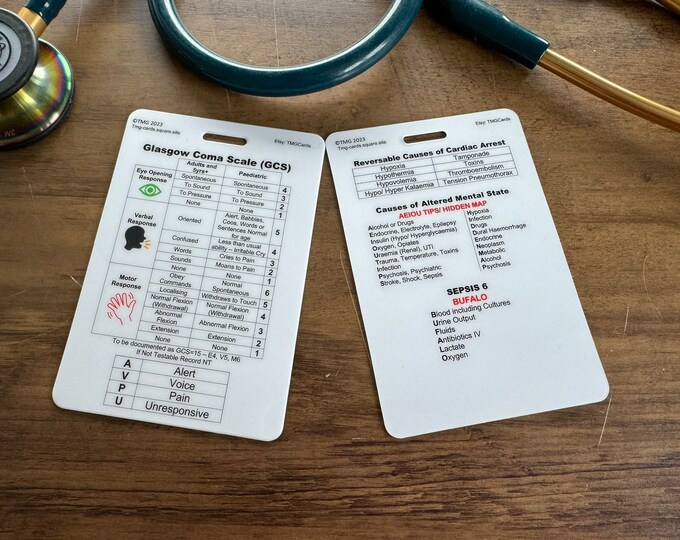 ©TMG 2023
Tmg-cards.square.site
Etsy: TMGCards
Glasgow Coma Scale (GCS)
Adults and 5yrs+ Paediatric:
Eye Opening Response
Spontaneous Spontaneous 4
To Sound To Sound 3
To Pressure To Pressure 2
None None 1
Verbal Response
Oriented Alert, Babbles, Coos, Words or Sentences Normal for age 5
Confused Less than usual ability – Irritable Cry 4
Words Cries to Pain 3
Sounds Moans to Pain 2
None None 1
Motor Response
Obey Commands Normal Spontaneous 6
Localising Withdraws to Touch 5
Normal Flexion (Withdrawal) Normal Flexion (Withdrawal) 4
Abnormal Flexion Abnormal Flexion 3
Extension Extension 2
None None 1
To be documented as GCS=15 – E4, V5, M6
If Not Testable Record NT
A Alert
V Voice
P Pain
U Unresponsive
©TMG 2023
Tmg-cards.square.site
Etsy: TMGCards
Reversable Causes of Cardiac Arrest
Hypoxia Tamponade
Hypothermia Toxins
Hypovolemia Thromboembolism
Hypo/ Hyper Kalaemia Tension Pneumothorax
Causes of Altered Mental State
AEIOU TIPS/ HIDDEN MAP
Alcohol or Drugs
Endocrine, Electrolyte, Epilepsy
Insulin (Hypo/ Hyperglycaemia)
Oxygen, Opiates
Uraemia (Renal), UTI
Trauma, Temperature, Toxins
Infection
Psychosis, Psychiatric
Stroke, Shock, Sepsis
Hypoxia
Infection
Drugs
Dural Haemorrhage
Endocrine
Neoplasm
Metabolic
Alcohol
Psychosis
SEPSIS 6
BUFALO
Blood including Cultures
Urine Output
Fluids
Antibiotics IV
Lactate
Oxygen